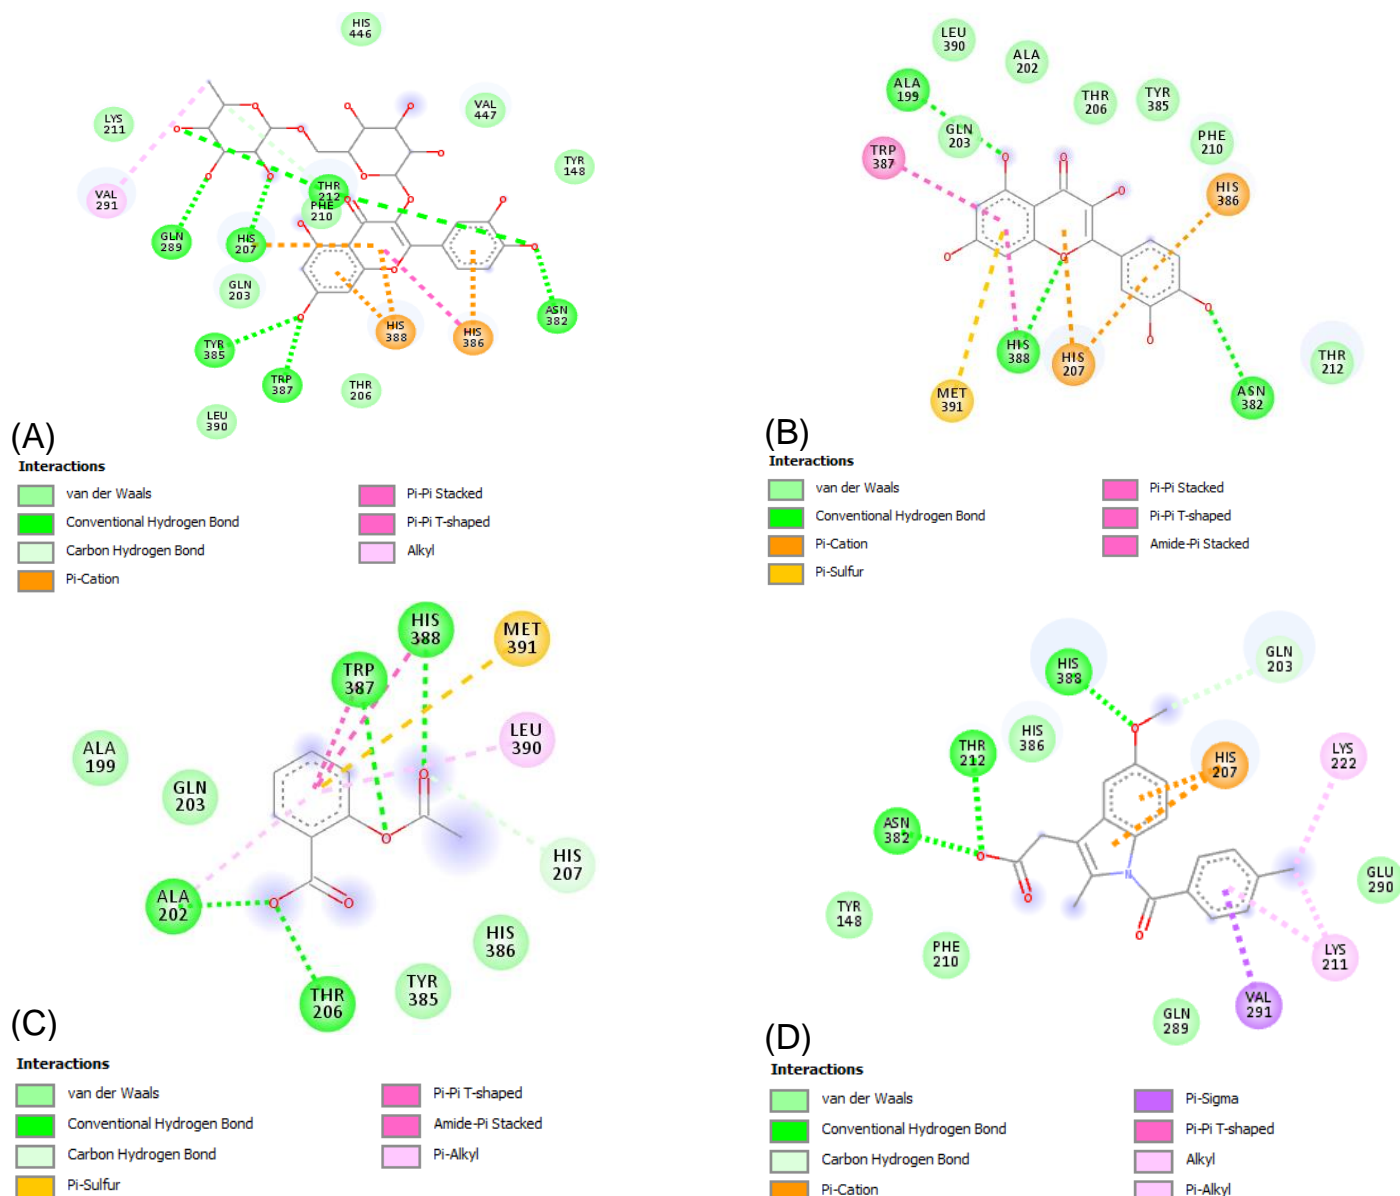 HIS
446
LYS
211
VAL
447
TYR
148
VAL
291
THR
212
PHE
210
GLN
289
HIS
207
GLN
203
ASN
382
HIS
388
HIS
386
TYR
385
TRP
387
THR
206
LEU
390
(A)
Interactions
van der Waals
Conventional Hydrogen Bond
Carbon Hydrogen Bond
Pi-Cation
Pi-Pi Stacked
Pi-Pi T-shaped
Alkyl
LEU
390
ALA
202
ALA
199
THR
206
TYR
385
GLN
203
PHE
210
TRP
387
HIS
386
HIS
388
HIS
207
THR
212
MET
391
ASN
382
(B)
Interactions
van der Waals
Conventional Hydrogen Bond
Pi-Cation
Pi-Sulfur
Pi-Pi Stacked
Pi-Pi T-shaped
Amide-Pi Stacked
HIS
388
MET
391
TRP
387
LEU
390
ALA
199
GLN
203
HIS
207
ALA
202
HIS
386
TYR
385
THR
206
(C)
Interactions
van der Waals
Conventional Hydrogen Bond
Carbon Hydrogen Bond
Pi-Sulfur
Pi-Pi T-shaped
Amide-Pi Stacked
Pi-Alkyl
HIS
388
GLN
203
HIS
386
THR
212
HIS
207
LYS
222
ASN
382
N
GLU
290
TYR
148
PHE
210
LYS
211
VAL
291
GLN
289
(D)
Interactions
van der Waals
Conventional Hydrogen Bond
Carbon Hydrogen Bond
Pi-Cation
Pi-Sigma
Pi-Pi T-shaped
Alkyl
Pi-Alkyl